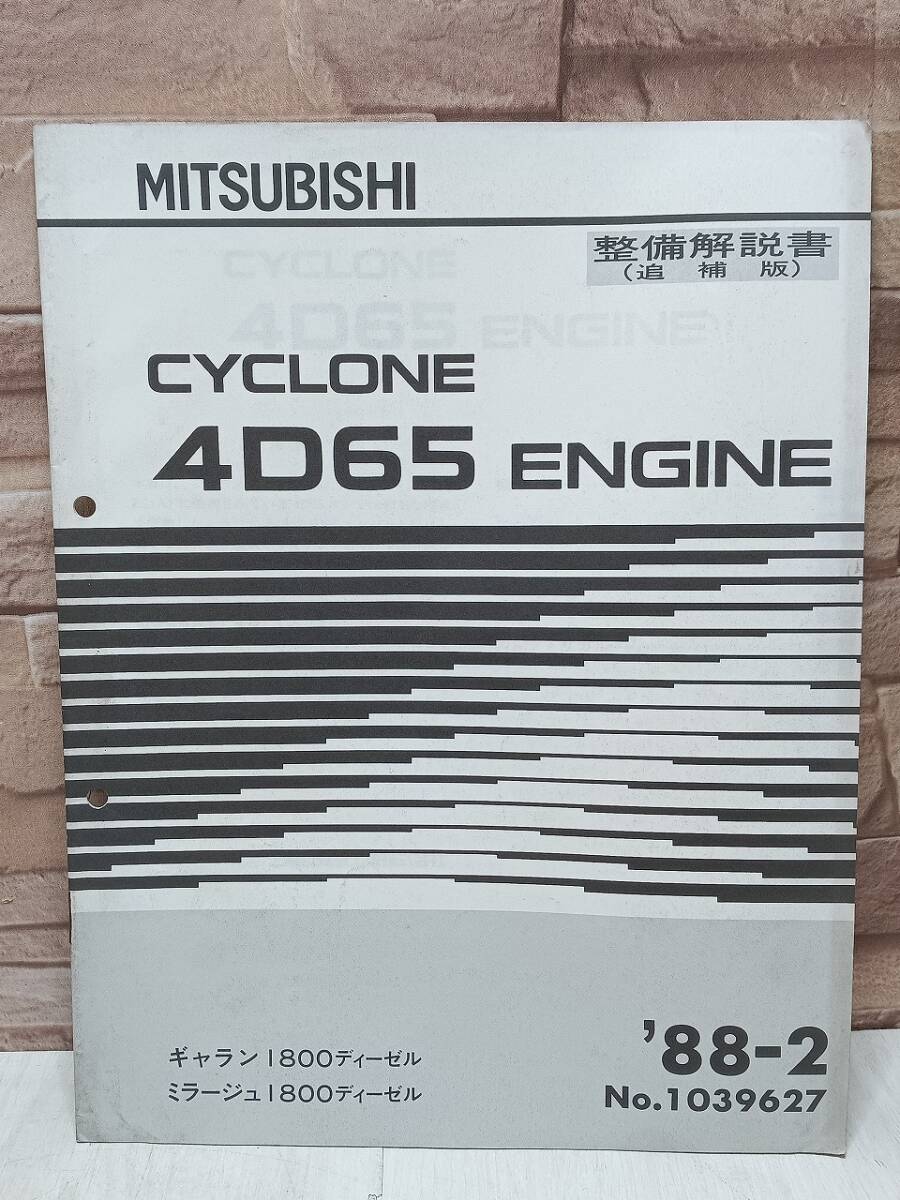 MITSUBISHI
整備解説書
(追補版)
CYCLONE
4D65 ENGINE
ギャラン1800ディーゼル
ミラージュ1800ディーゼル
'88-2
No.1039627